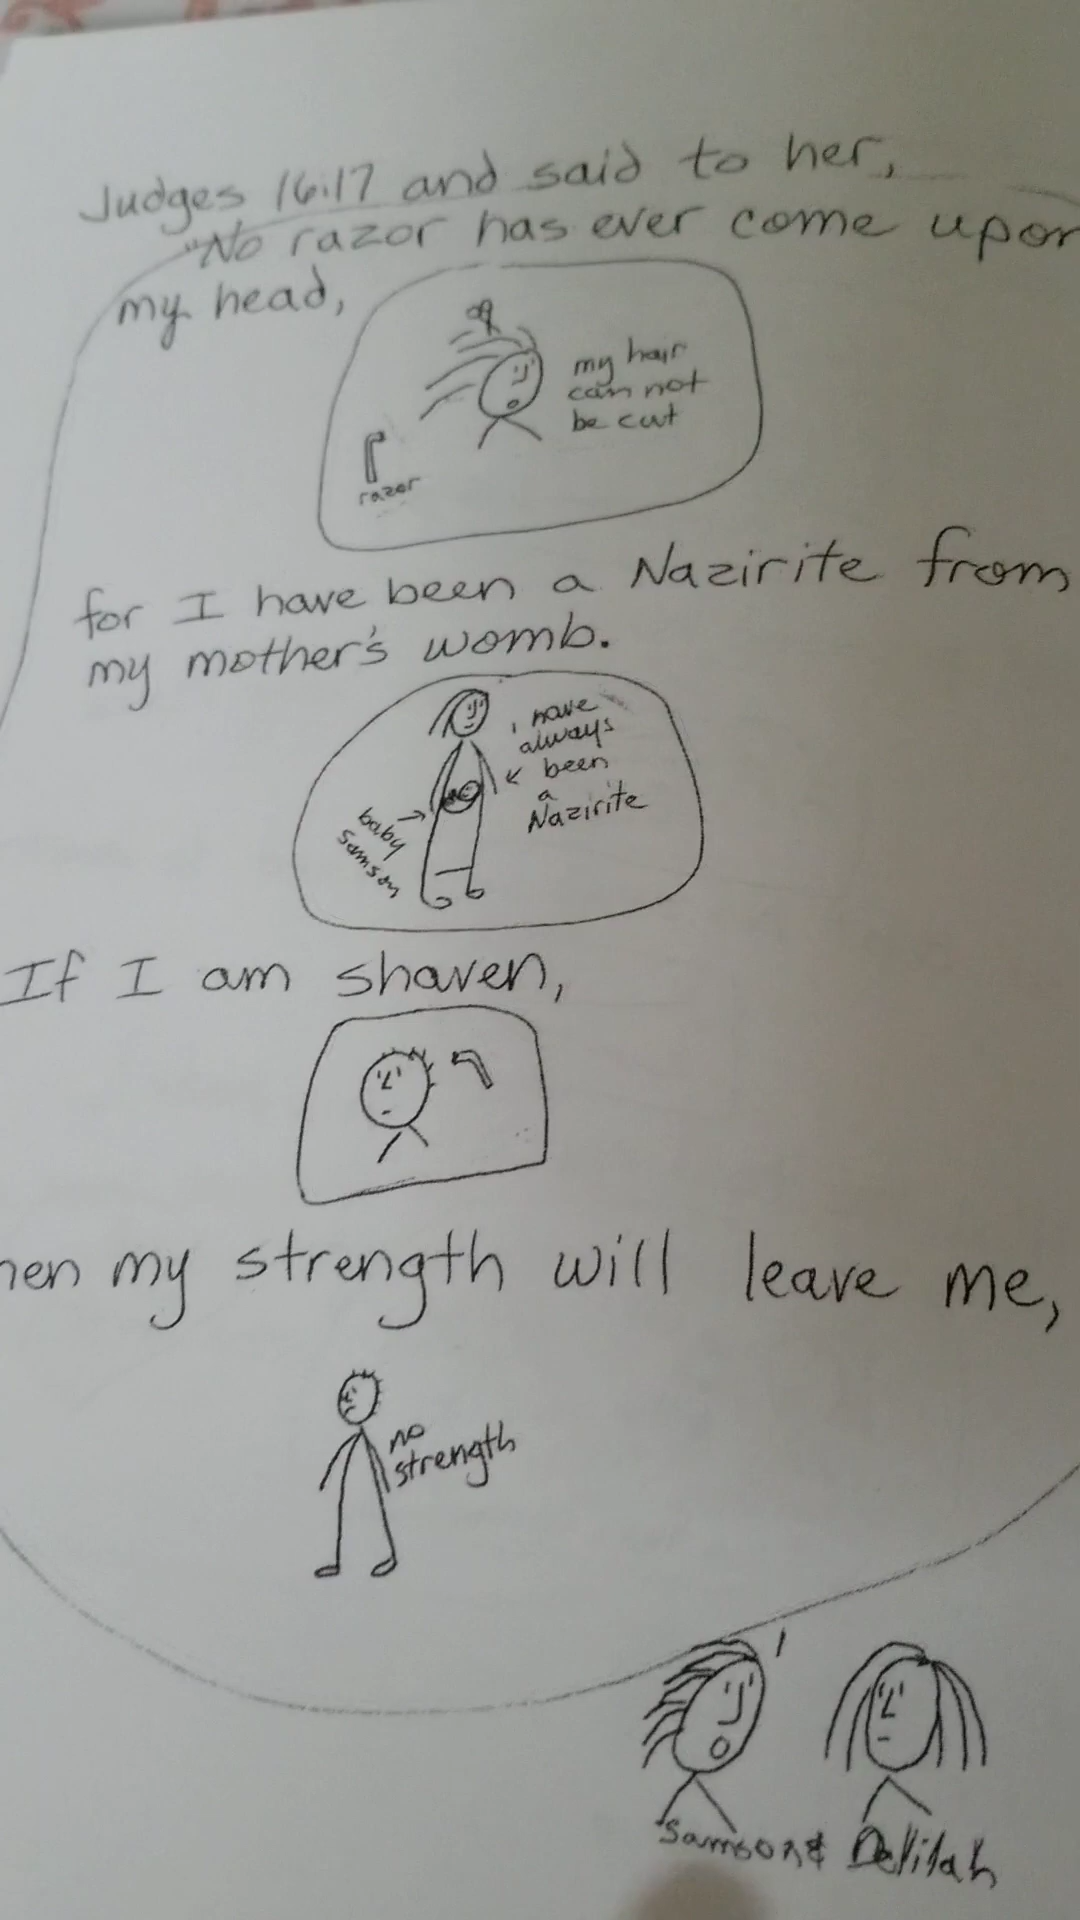 Judges 16:17 and said to her,
"No razor has ever come upon
my head,
my hair
can not
be cut
razor
for I have been a Nazirite from
my mother's womb.
I have
always
been
a
Nazirite
baby
Samson
If I am shaven,
hen my strength will leave me,
no
strength
Samson & Delilah